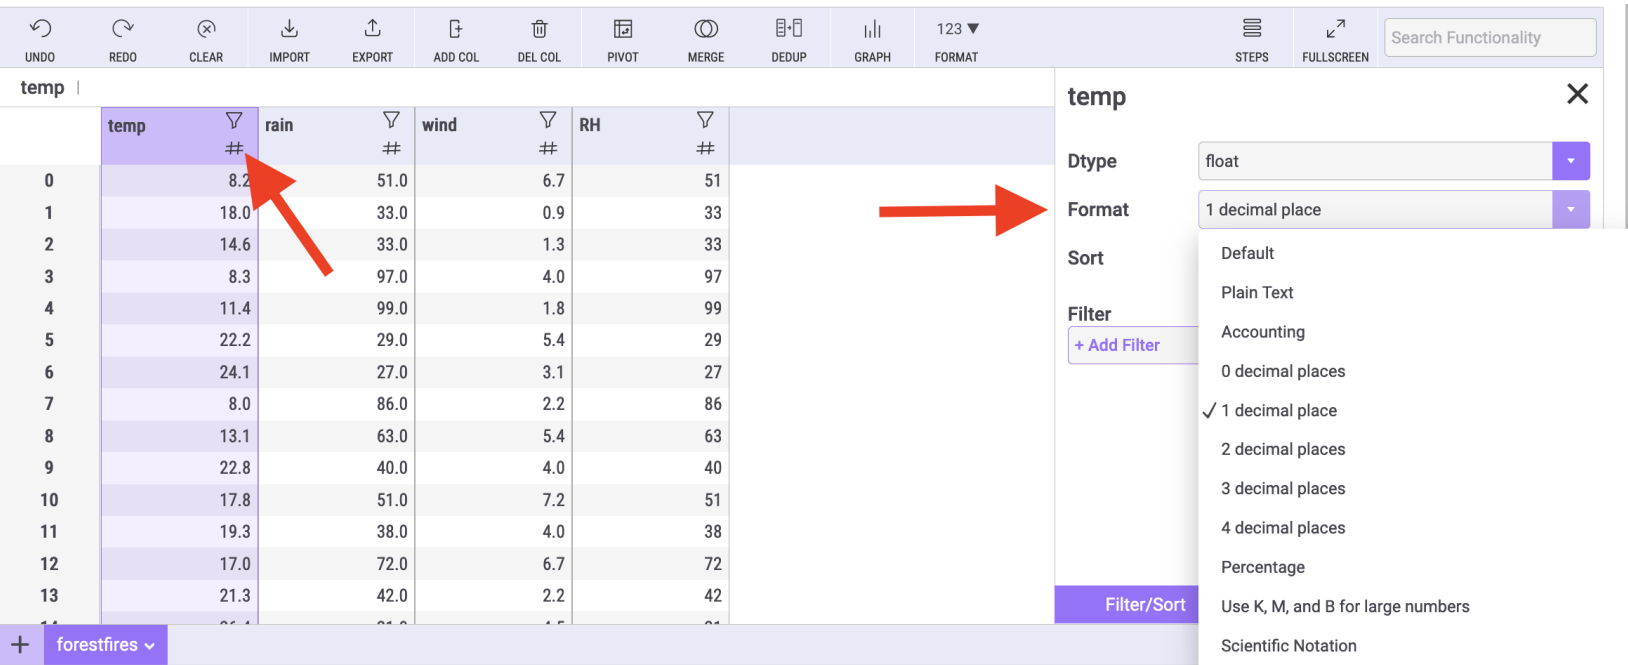 UNDO REDO CLEAR IMPORT EXPORT ADD COL DEL COL PIVOT MERGE DEDUP GRAPH 123 ▼ FORMAT STEPS FULLSCREEN Search Functionality
temp
temp rain wind RH
0 8.2 51.0 6.7 51
1 18.0 33.0 0.9 33
2 14.6 33.0 1.3 33
3 8.3 97.0 4.0 97
4 11.4 99.0 1.8 99
5 22.2 29.0 5.4 29
6 24.1 27.0 3.1 27
7 8.0 86.0 2.2 86
8 13.1 63.0 5.4 63
9 22.8 40.0 4.0 40
10 17.8 51.0 7.2 51
11 19.3 38.0 4.0 38
12 17.0 72.0 6.7 72
13 21.3 42.0 2.2 42
+ forestfires
temp
Dtype float
Format 1 decimal place
Sort
Filter
+ Add Filter
Default
Plain Text
Accounting
0 decimal places
✓ 1 decimal place
2 decimal places
3 decimal places
4 decimal places
Percentage
Use K, M, and B for large numbers
Scientific Notation
Filter/Sort